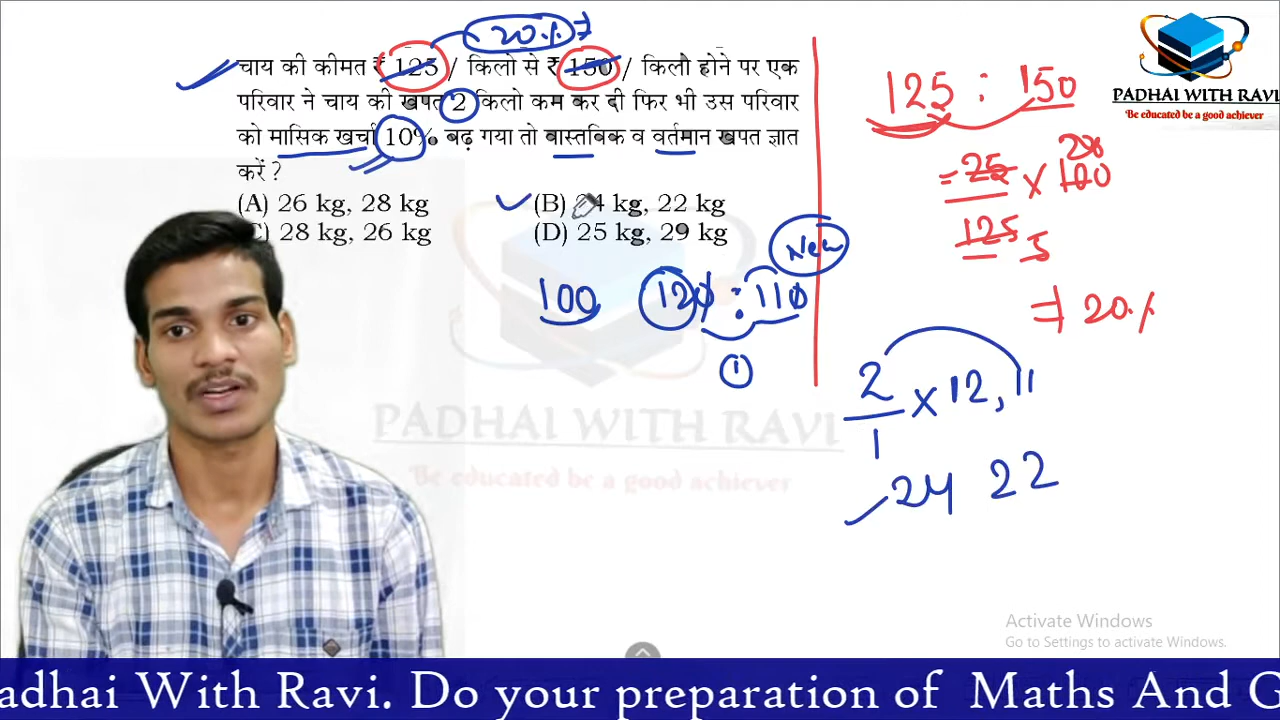 20% ⇒
चाय की कीमत ₹ 125 / किलो से ₹ 150 / किलो होने पर एक
परिवार ने चाय की खपत 2 किलो कम कर दी फिर भी उस परिवार
को मासिक खर्चा 10% बढ़ गया तो वास्तविक व वर्तमान खपत ज्ञात
करें ?
(A) 26 kg, 28 kg
(B) 24 kg, 22 kg
(C) 28 kg, 26 kg
(D) 25 kg, 29 kg
New
100 120 : 110
1
125 : 150
= 25 × 100
125 5
⇒ 20%
2 × 12, 11
1
24 22
PADHAI WITH RAVI
Be educated be a good achiever
PADHAI WITH RAVI
Be educated be a good achiever
Activate Windows
Go to Settings to activate Windows.
adhai With Ravi. Do your preparation of Maths And G